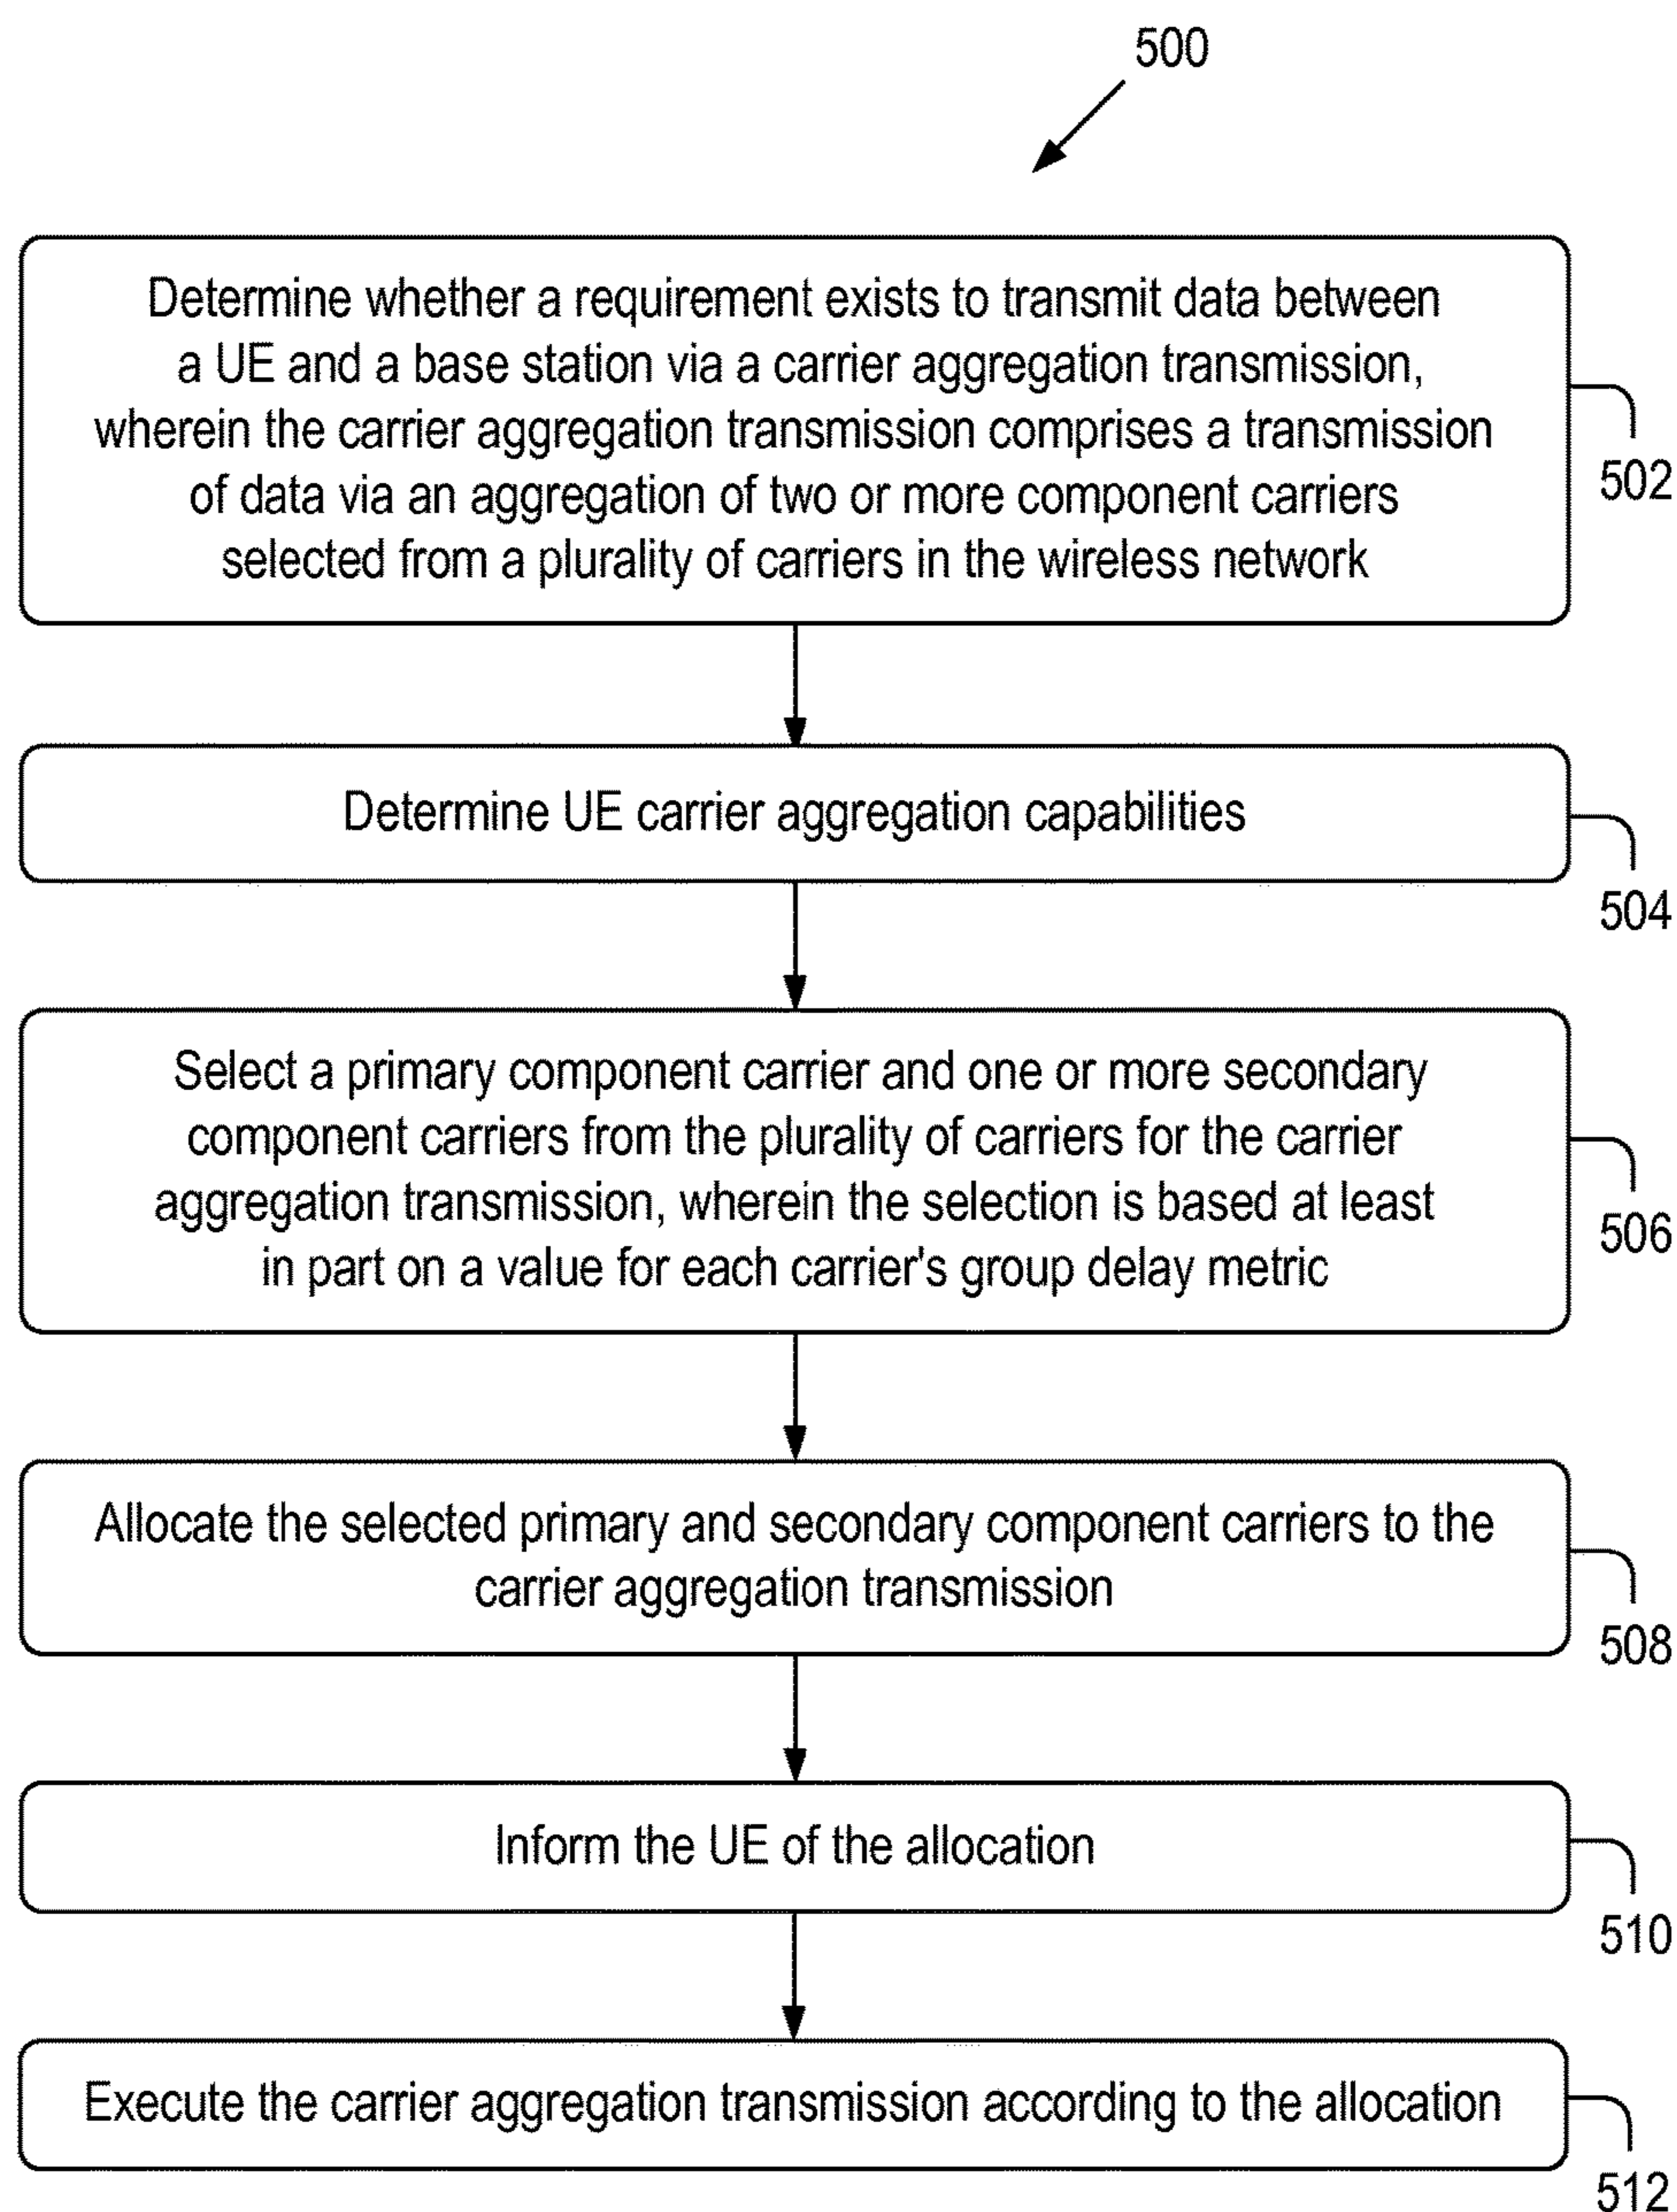 500
Determine whether a requirement exists to transmit data between
a UE and a base station via a carrier aggregation transmission,
wherein the carrier aggregation transmission comprises a transmission
of data via an aggregation of two or more component carriers
selected from a plurality of carriers in the wireless network
502
Determine UE carrier aggregation capabilities
504
Select a primary component carrier and one or more secondary
component carriers from the plurality of carriers for the carrier
aggregation transmission, wherein the selection is based at least
in part on a value for each carrier's group delay metric
506
Allocate the selected primary and secondary component carriers to the
carrier aggregation transmission
508
Inform the UE of the allocation
510
Execute the carrier aggregation transmission according to the allocation
512